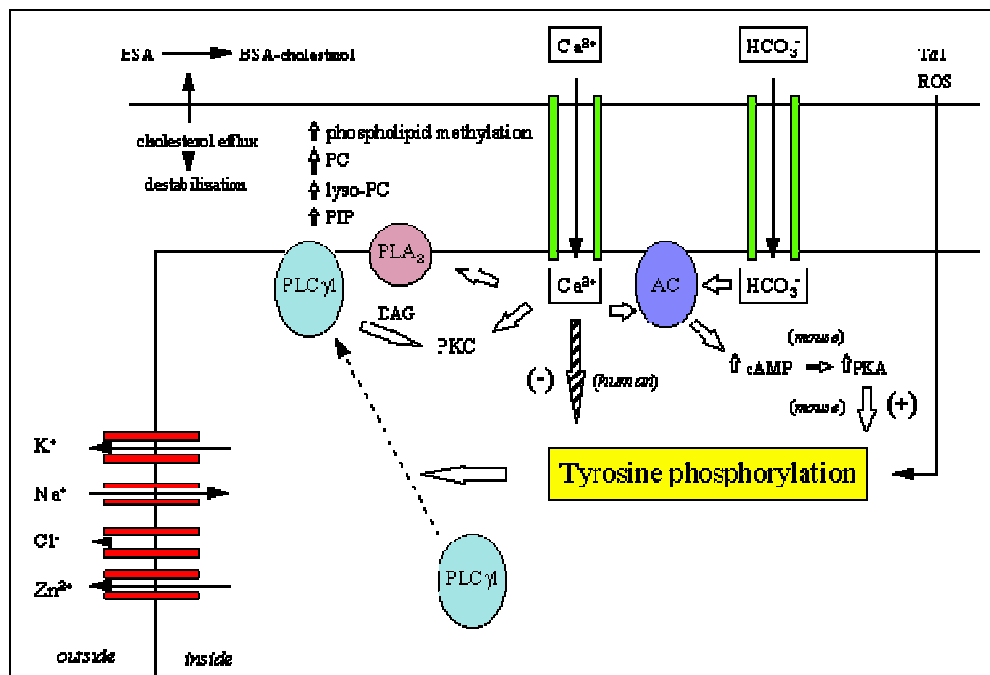 BSA → BSA-cholesterol
Ca²⁺
HCO₃⁻
TαI
ROS
cholesterol efflux
destabilisation
⇧ phospholipid methylation
⇧ PC
⇧ lyso-PC
⇧ PIP
PLCγ1
PLA₂
Ca²⁺
AC
HCO₃⁻
DAG
PKC
(mouse)
⇧ cAMP ⇨ ⇧ PKA
(-)
(human)
(mouse)
(+)
K⁺
Na⁺
Cl⁻
Zn²⁺
Tyrosine phosphorylation
PLCγ1
outside
inside